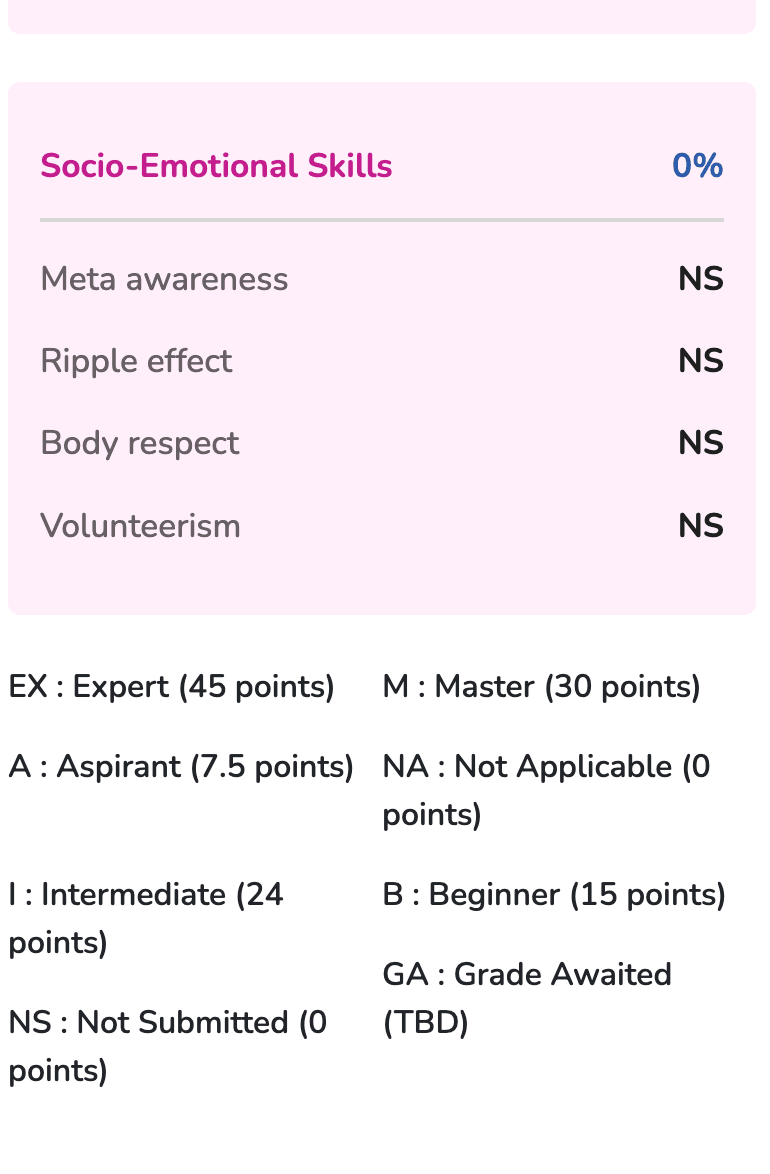 Socio-Emotional Skills 0%
Meta awareness NS
Ripple effect NS
Body respect NS
Volunteerism NS
EX : Expert (45 points)
M : Master (30 points)
A : Aspirant (7.5 points)
NA : Not Applicable (0
points)
I : Intermediate (24
points)
B : Beginner (15 points)
NS : Not Submitted (0
points)
GA : Grade Awaited
(TBD)